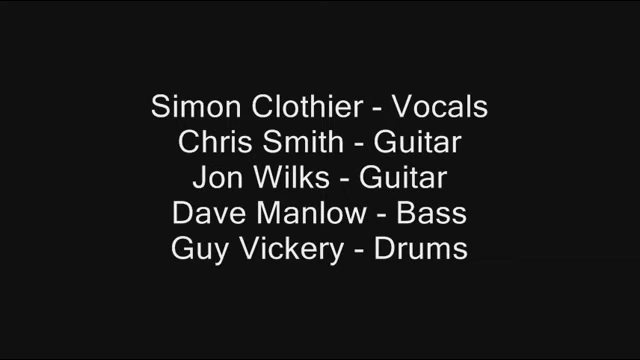 Simon Clothier - Vocals
Chris Smith - Guitar
Jon Wilks - Guitar
Dave Manlow - Bass
Guy Vickery - Drums